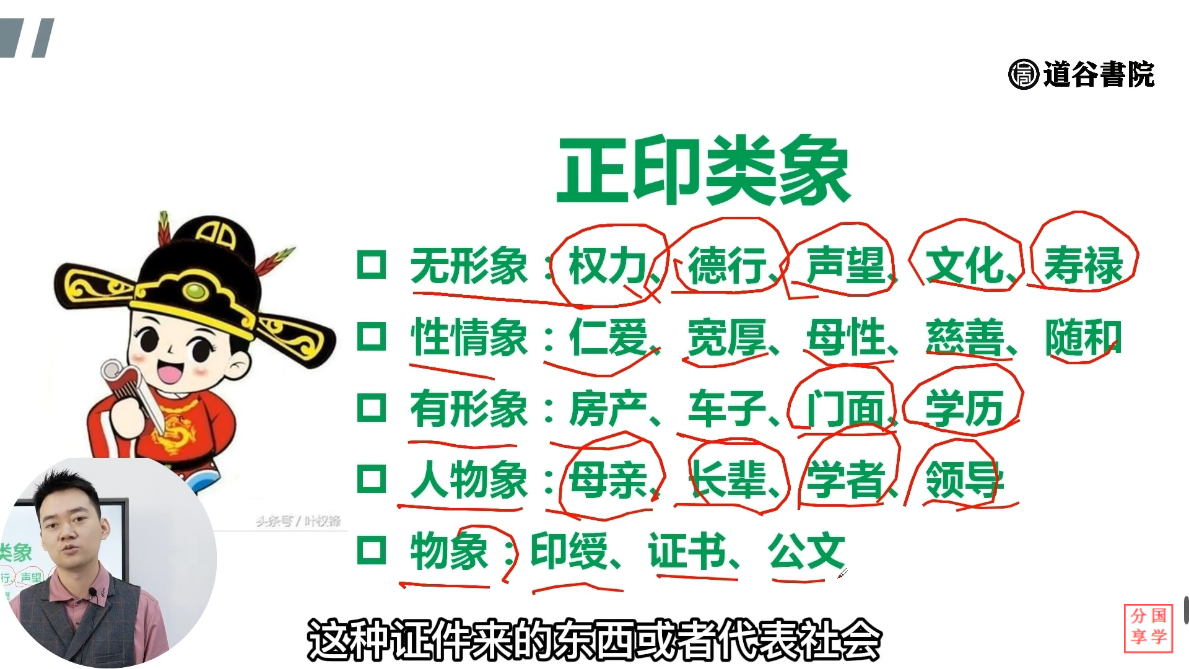 道谷書院
正印类象
无形象：权力、德行、声望、文化、寿禄
性情象：仁爱、宽厚、母性、慈善、随和
有形象：房产、车子、门面、学历
人物象：母亲、长辈、学者、领导
物象：印绶、证书、公文
头条号 / 叶权锋
类象
行、声望
这种证件来的东西或者代表社会
国学
分享